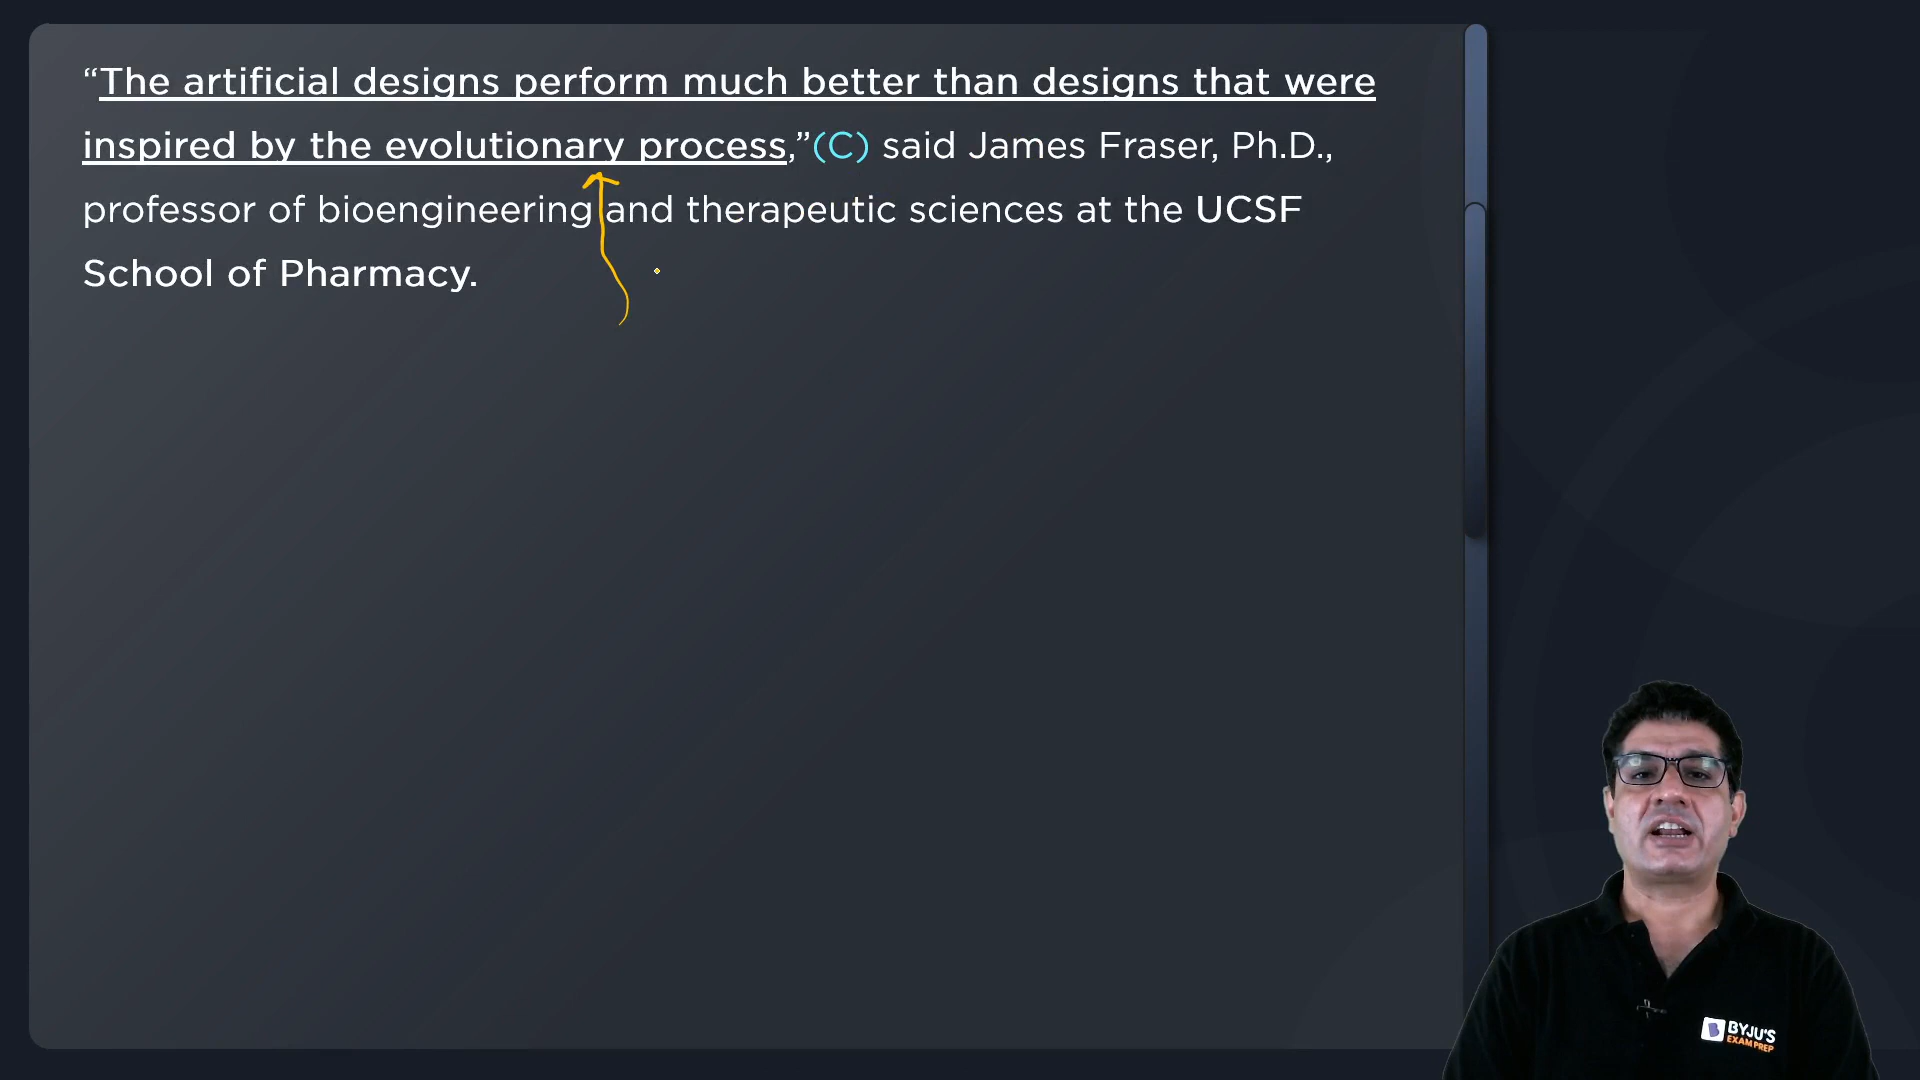 “The artificial designs perform much better than designs that were
inspired by the evolutionary process,”(C) said James Fraser, Ph.D.,
professor of bioengineering and therapeutic sciences at the UCSF
School of Pharmacy.
B BYJU'S
EXAM PREP